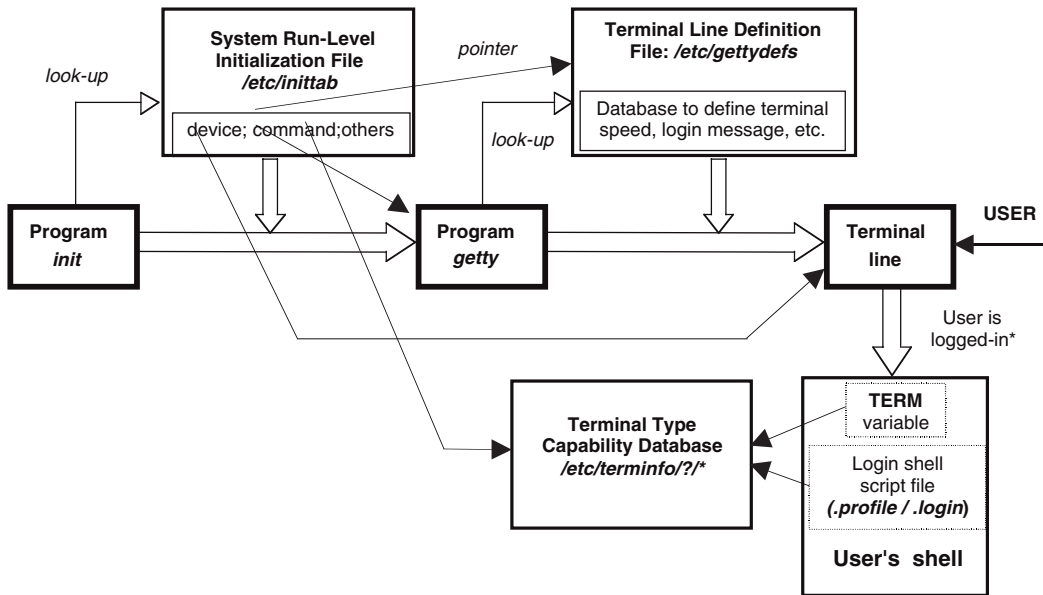 System Run-Level
Initialization File
/etc/inittab
device; command;others
look-up
pointer
Terminal Line Definition
File: /etc/gettydefs
Database to define terminal
speed, login message, etc.
look-up
Program
init
Program
getty
Terminal
line
USER
User is
logged-in*
Terminal Type
Capability Database
/etc/terminfo/?/*
TERM
variable
Login shell
script file
(.profile / .login)
User's shell